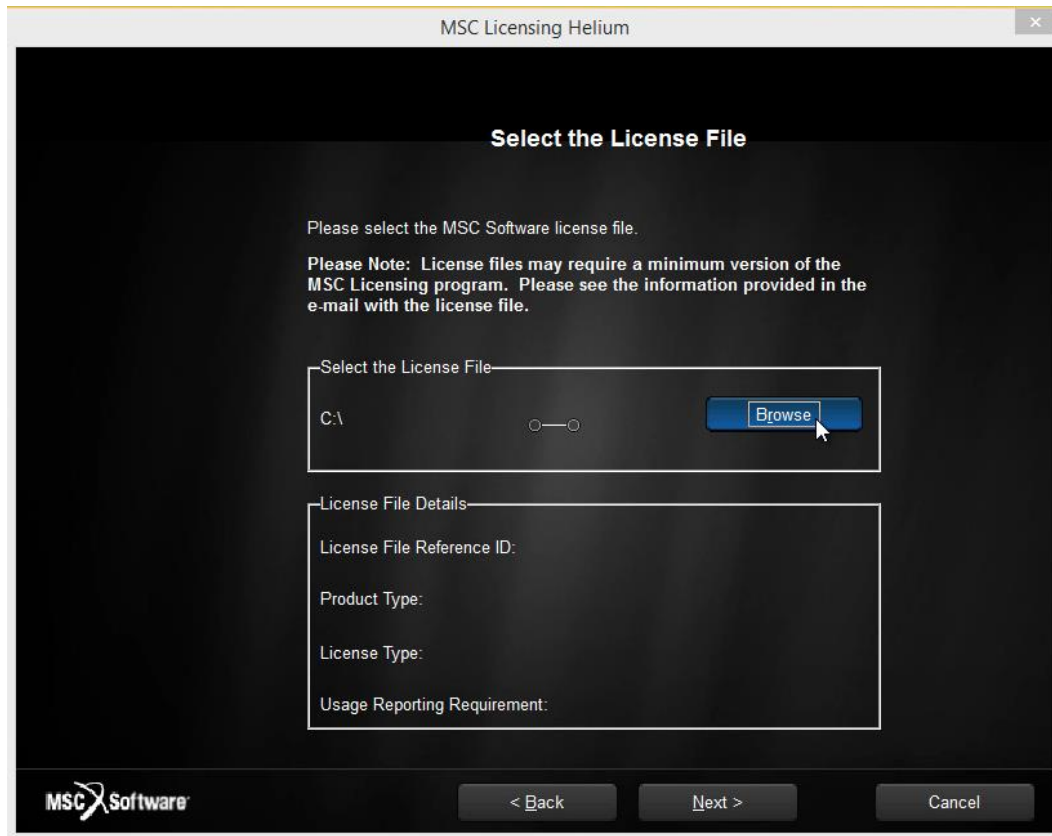 MSC Licensing Helium
Select the License File
Please select the MSC Software license file.
Please Note: License files may require a minimum version of the
MSC Licensing program. Please see the information provided in the
e-mail with the license file.
Select the License File
C:\
Browse
License File Details
License File Reference ID:
Product Type:
License Type:
Usage Reporting Requirement:
MSC Software
< Back
Next >
Cancel